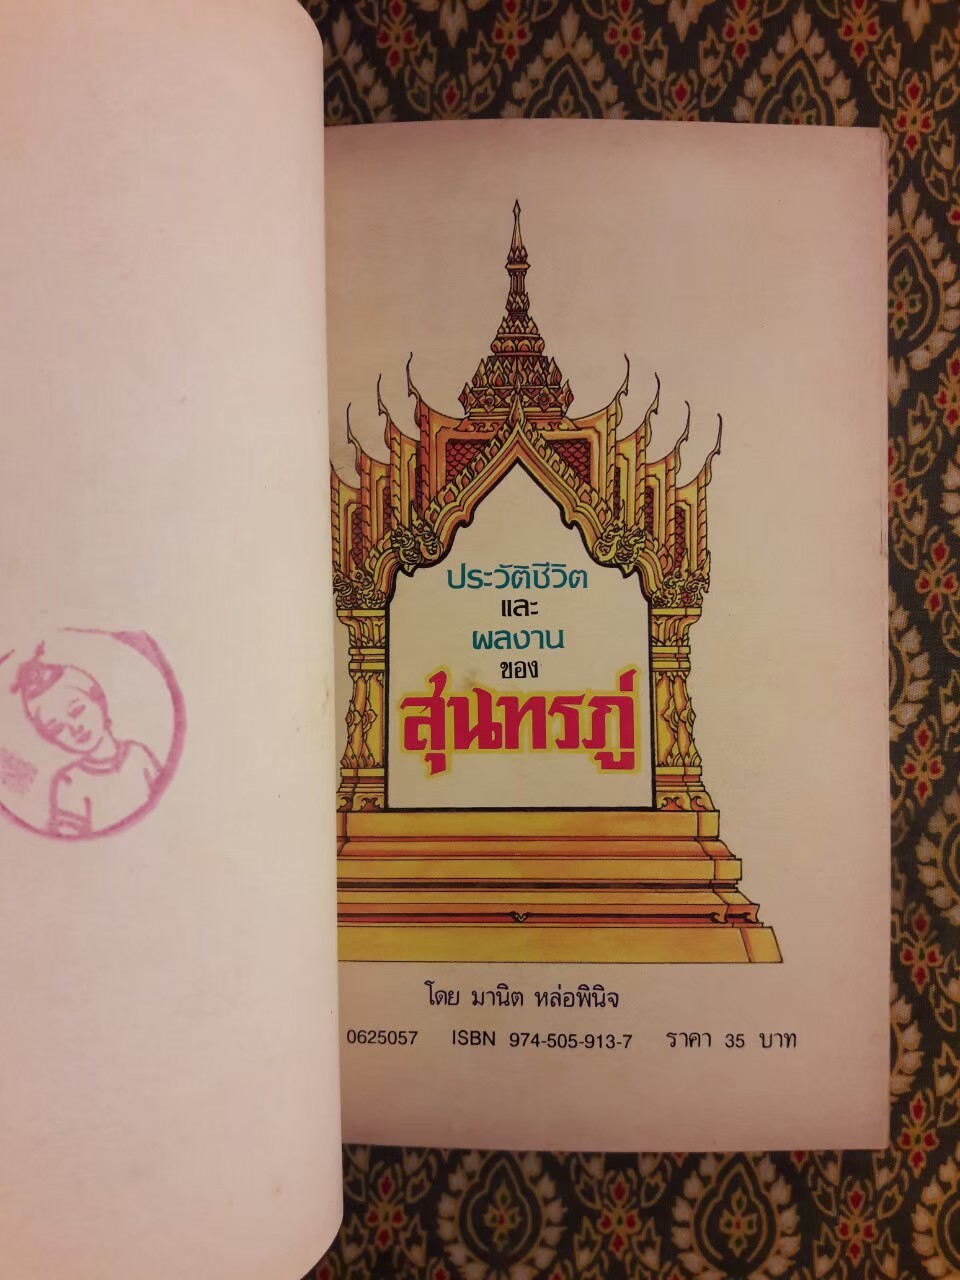 ประวัติชีวิต
และ
ผลงาน
ของ
สุนทรภู่
โดย มานิต หล่อพินิจ
0625057 ISBN 974-505-913-7 ราคา 35 บาท